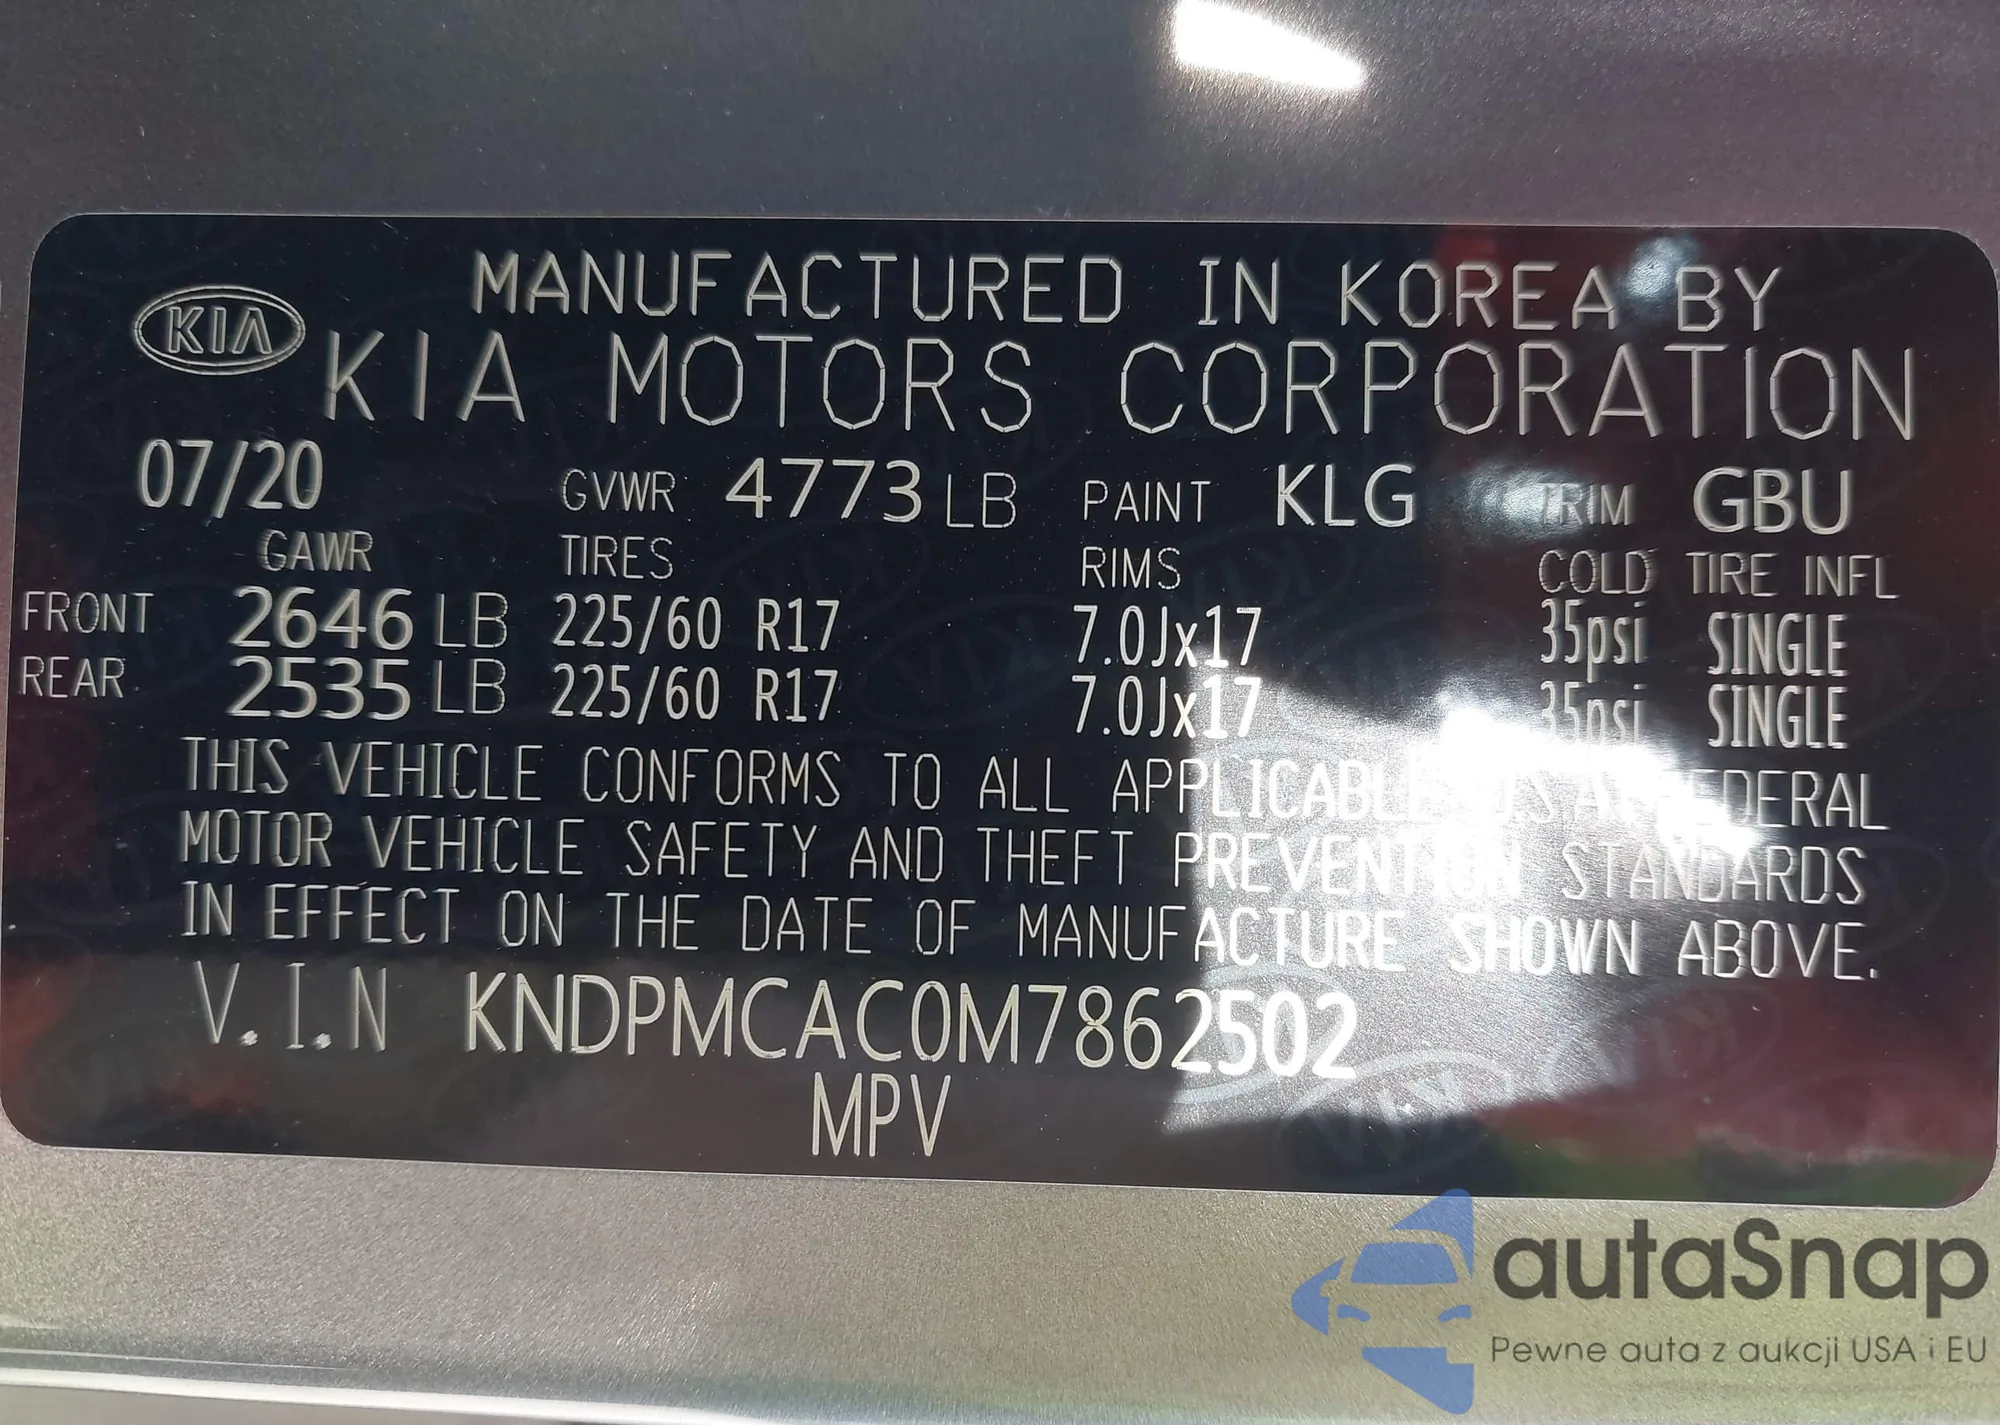 MANUFACTURED IN KOREA BY
KIA KIA MOTORS CORPORATION
07/20 GVWR 4773 LB PAINT KLG TRIM GBU
GAWR TIRES RIMS COLD TIRE INFL
FRONT 2646 LB 225/60 R17 7.0Jx17 35psi SINGLE
REAR 2535 LB 225/60 R17 7.0Jx17 35psi SINGLE
THIS VEHICLE CONFORMS TO ALL APPLICABLE U.S.A. FEDERAL
MOTOR VEHICLE SAFETY AND THEFT PREVENTION STANDARDS
IN EFFECT ON THE DATE OF MANUFACTURE SHOWN ABOVE.
V.I.N KNDPMCAC0M7862502
MPV
autaSnap
Pewne auta z aukcji USA i EU